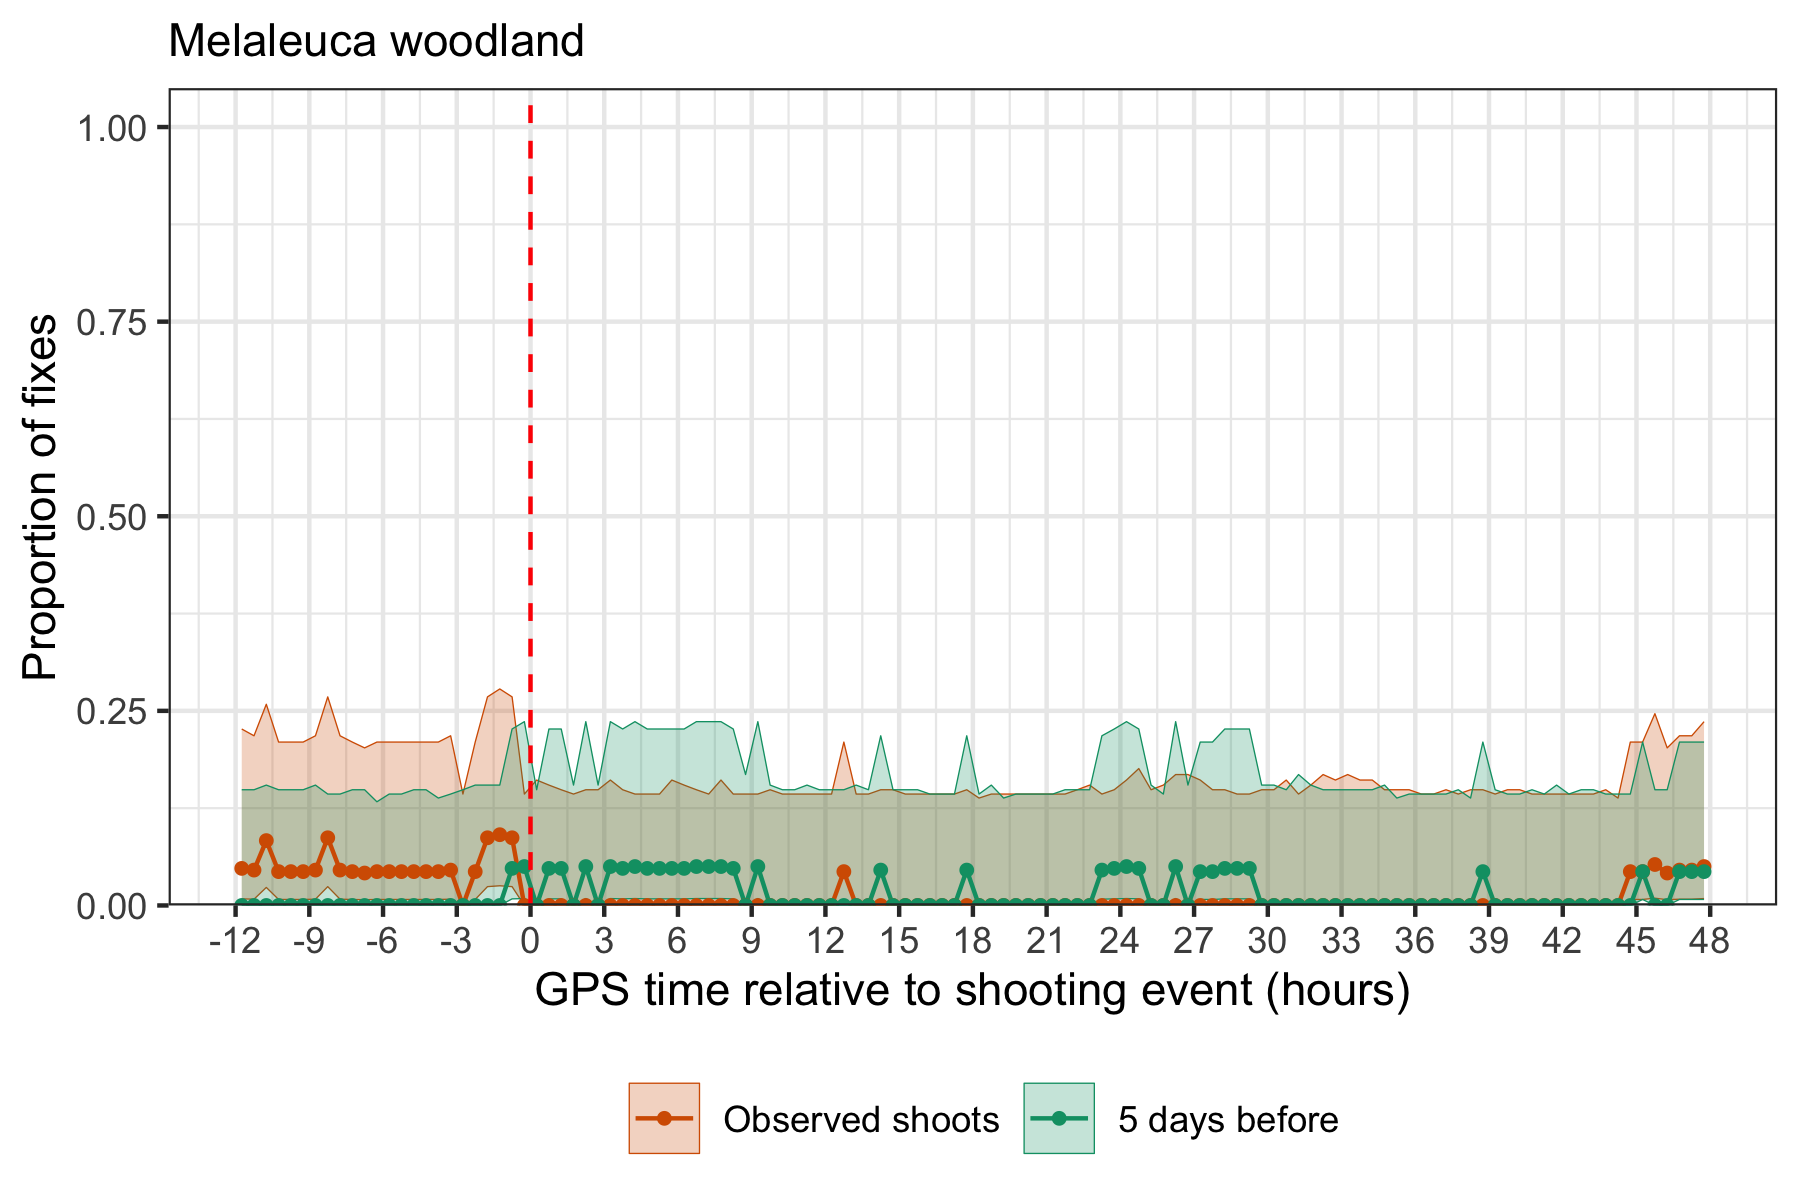 Melaleuca woodland
Proportion of fixes
1.00
0.75
0.50
0.25
0.00
-12 -9 -6 -3 0 3 6 9 12 15 18 21 24 27 30 33 36 39 42 45 48
GPS time relative to shooting event (hours)
Observed shoots 5 days before